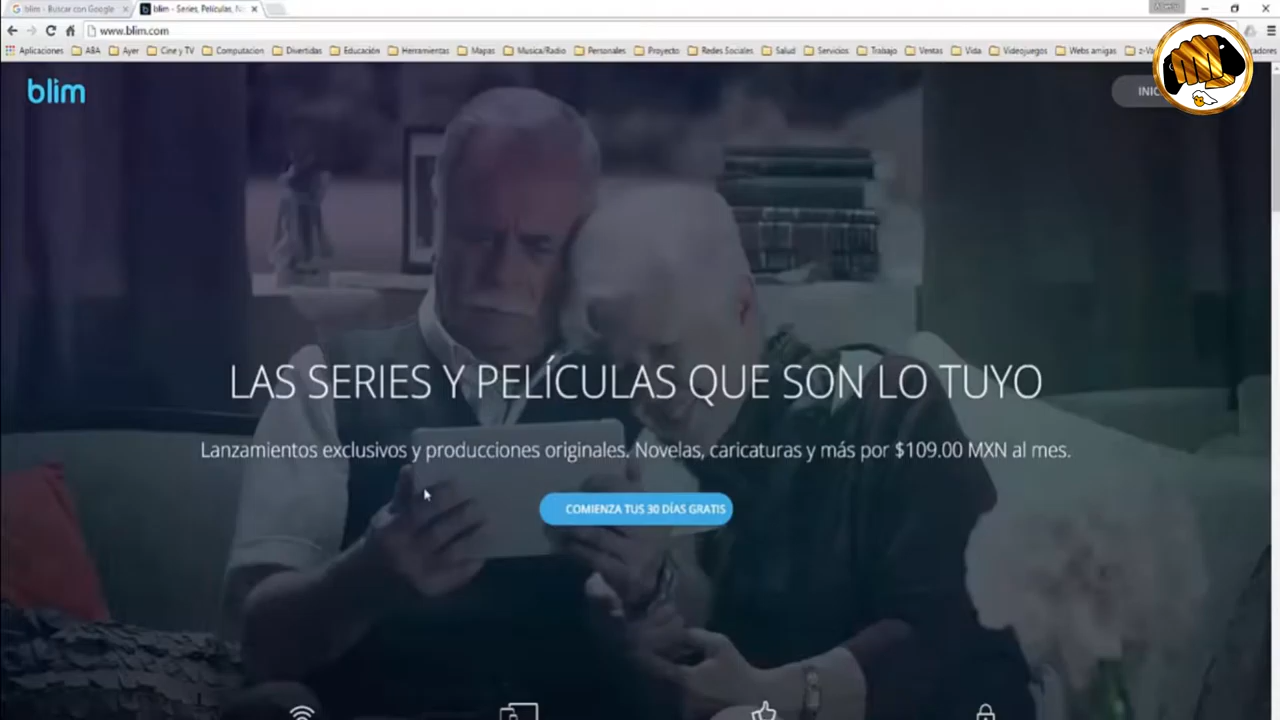 blim - Buscar con Google
blim - Series, Películas, N
www.blim.com
Aplicaciones ABA Ayer Cine y TV Computacion Divertidas Educación Herramientas Mapas Musica/Radio Personales Proyecto Redes Sociales Salud Servicios Trabajo Ventas Vida Videojuegos Webs amigas
blim
LAS SERIES Y PELÍCULAS QUE SON LO TUYO
Lanzamientos exclusivos y producciones originales. Novelas, caricaturas y más por $109.00 MXN al mes.
COMIENZA TUS 30 DÍAS GRATIS